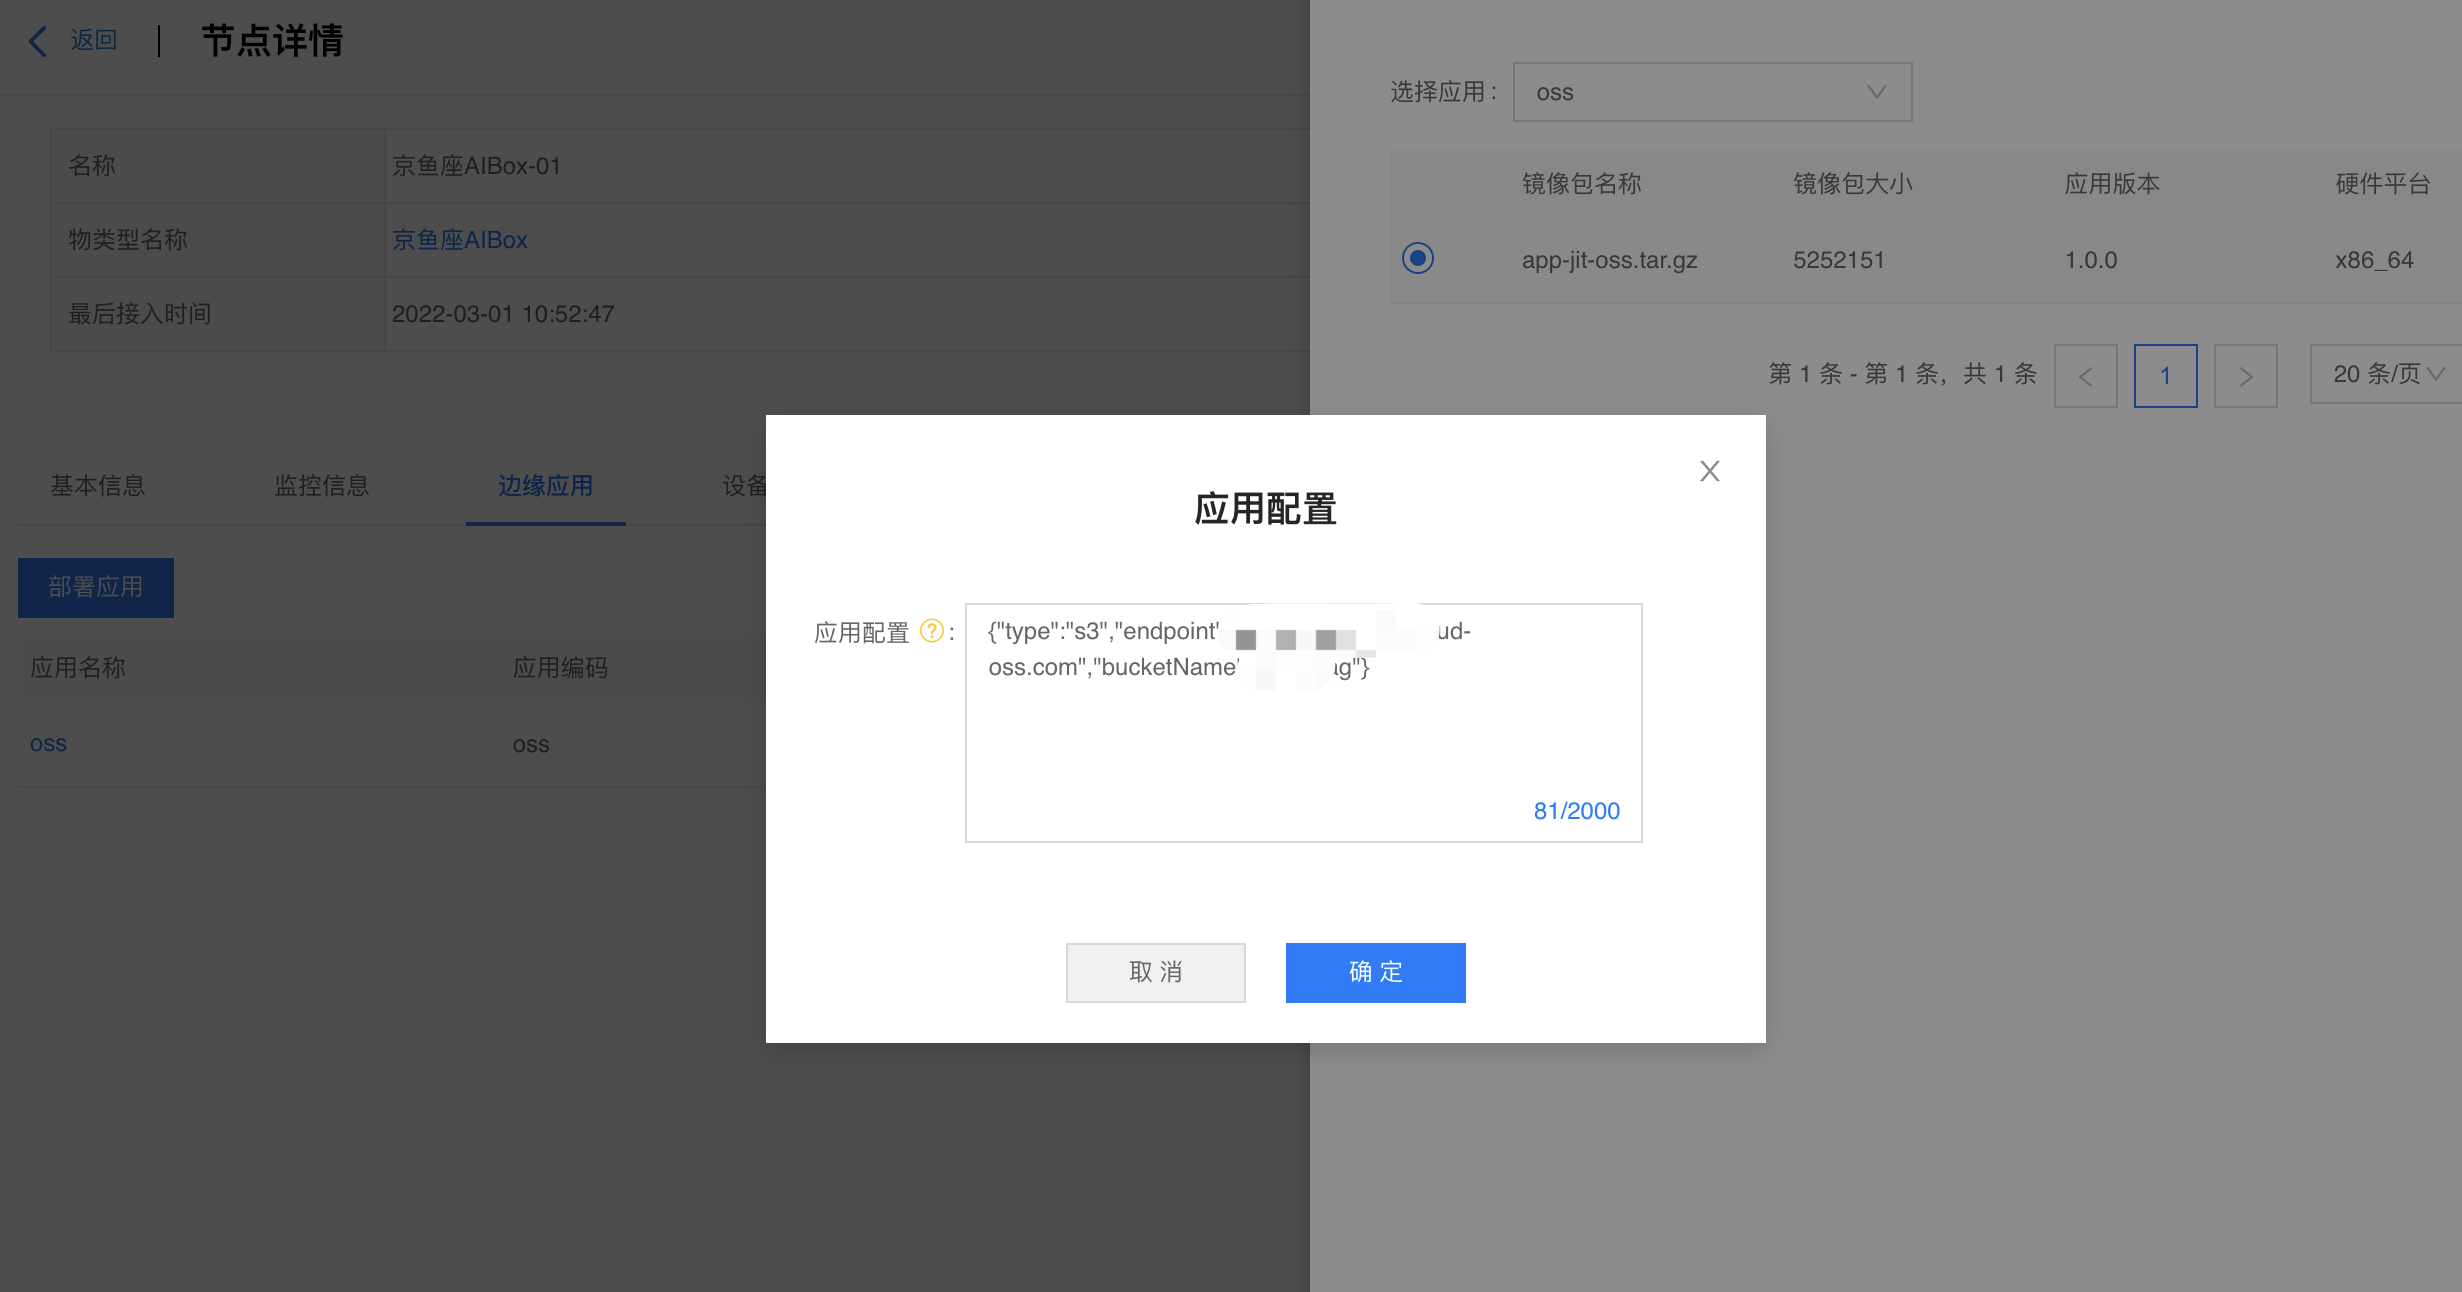 返回
节点详情
名称 京鱼座AIBox-01
物类型名称 京鱼座AIBox
最后接入时间 2022-03-01 10:52:47
基本信息 监控信息 边缘应用 设备
部署应用
应用名称 应用编码
oss oss
选择应用 : oss
镜像包名称 镜像包大小 应用版本 硬件平台
app-jit-oss.tar.gz 5252151 1.0.0 x86_64
第 1 条 - 第 1 条, 共 1 条 < 1 > 20 条/页
X
应用配置
应用配置 ? :
{"type":"s3","endpoint" ud-
oss.com","bucketName" ag"}
81/2000
取 消 确 定